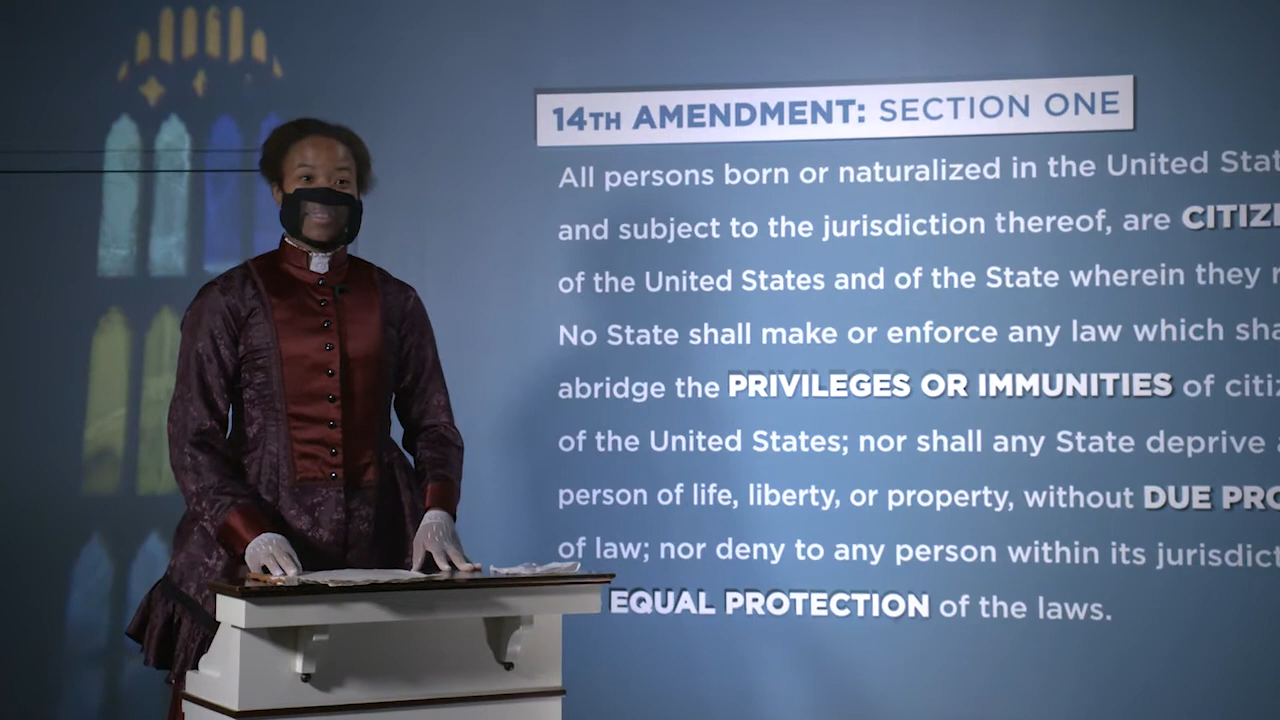 14TH AMENDMENT: SECTION ONE
All persons born or naturalized in the United
and subject to the jurisdiction thereof, are
of the United States and of the State wherein they
No State shall make or enforce any law which
abridge the PRIVILEGES OR IMMUNITIES of
of the United States; nor shall any State deprive
person of life, liberty, or property, without DUE
of law; nor deny to any person within its
EQUAL PROTECTION of the laws.